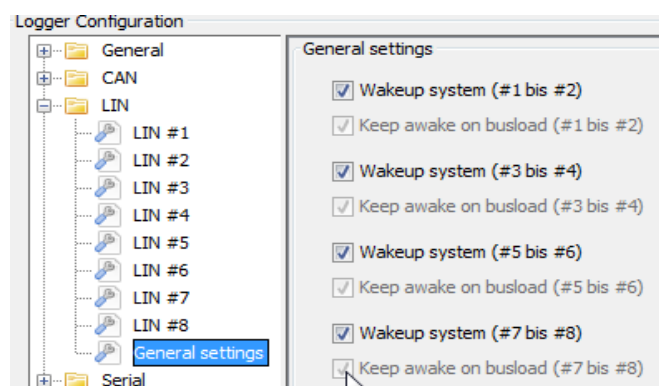 Logger Configuration
General
CAN
LIN
LIN #1
LIN #2
LIN #3
LIN #4
LIN #5
LIN #6
LIN #7
LIN #8
General settings
Serial
General settings
Wakeup system (#1 bis #2)
Keep awake on busload (#1 bis #2)
Wakeup system (#3 bis #4)
Keep awake on busload (#3 bis #4)
Wakeup system (#5 bis #6)
Keep awake on busload (#5 bis #6)
Wakeup system (#7 bis #8)
Keep awake on busload (#7 bis #8)